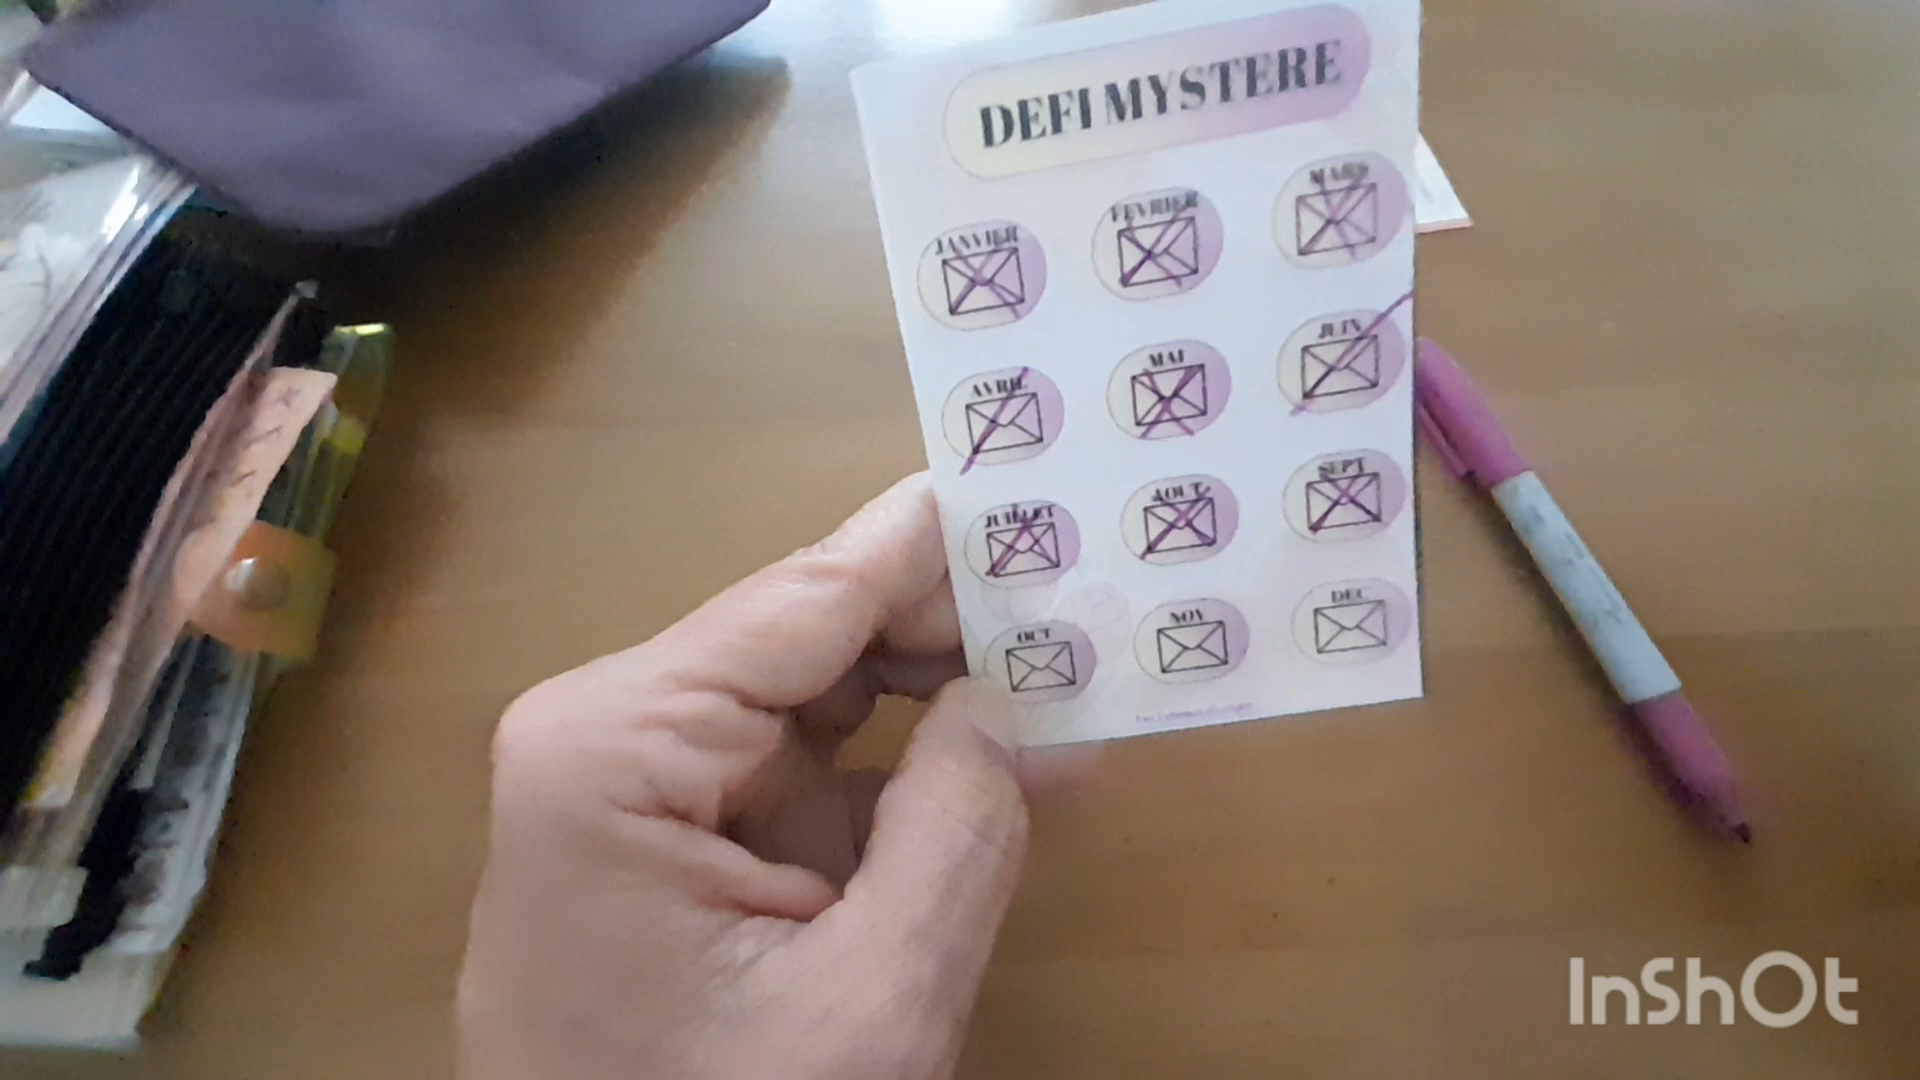 DEFI MYSTERE
JANVIER FEVRIER MARS
AVRIL MAI JUIN
JUILLET AOUT SEPT
OCT NOV DEC
InShOt